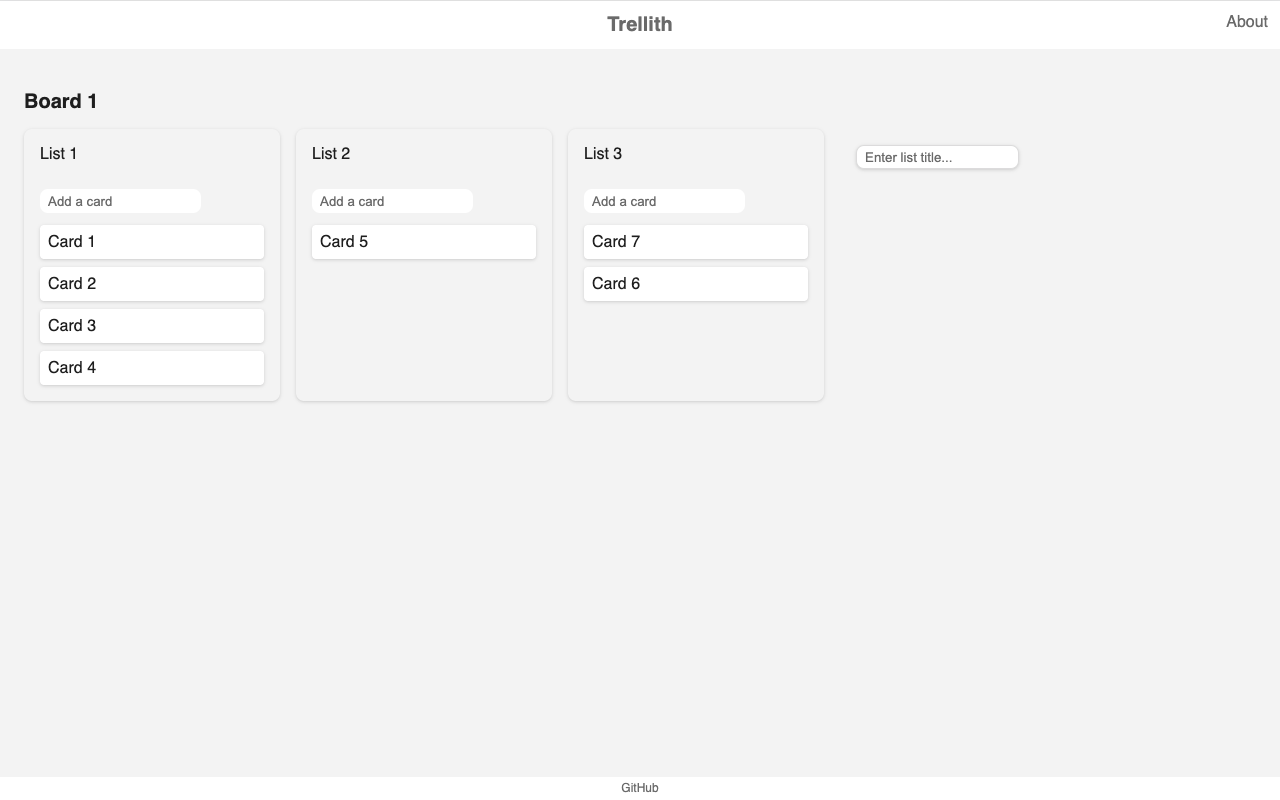 Trellith
About
Board 1
List 1
Add a card
Card 1
Card 2
Card 3
Card 4
List 2
Add a card
Card 5
List 3
Add a card
Card 7
Card 6
Enter list title...
GitHub